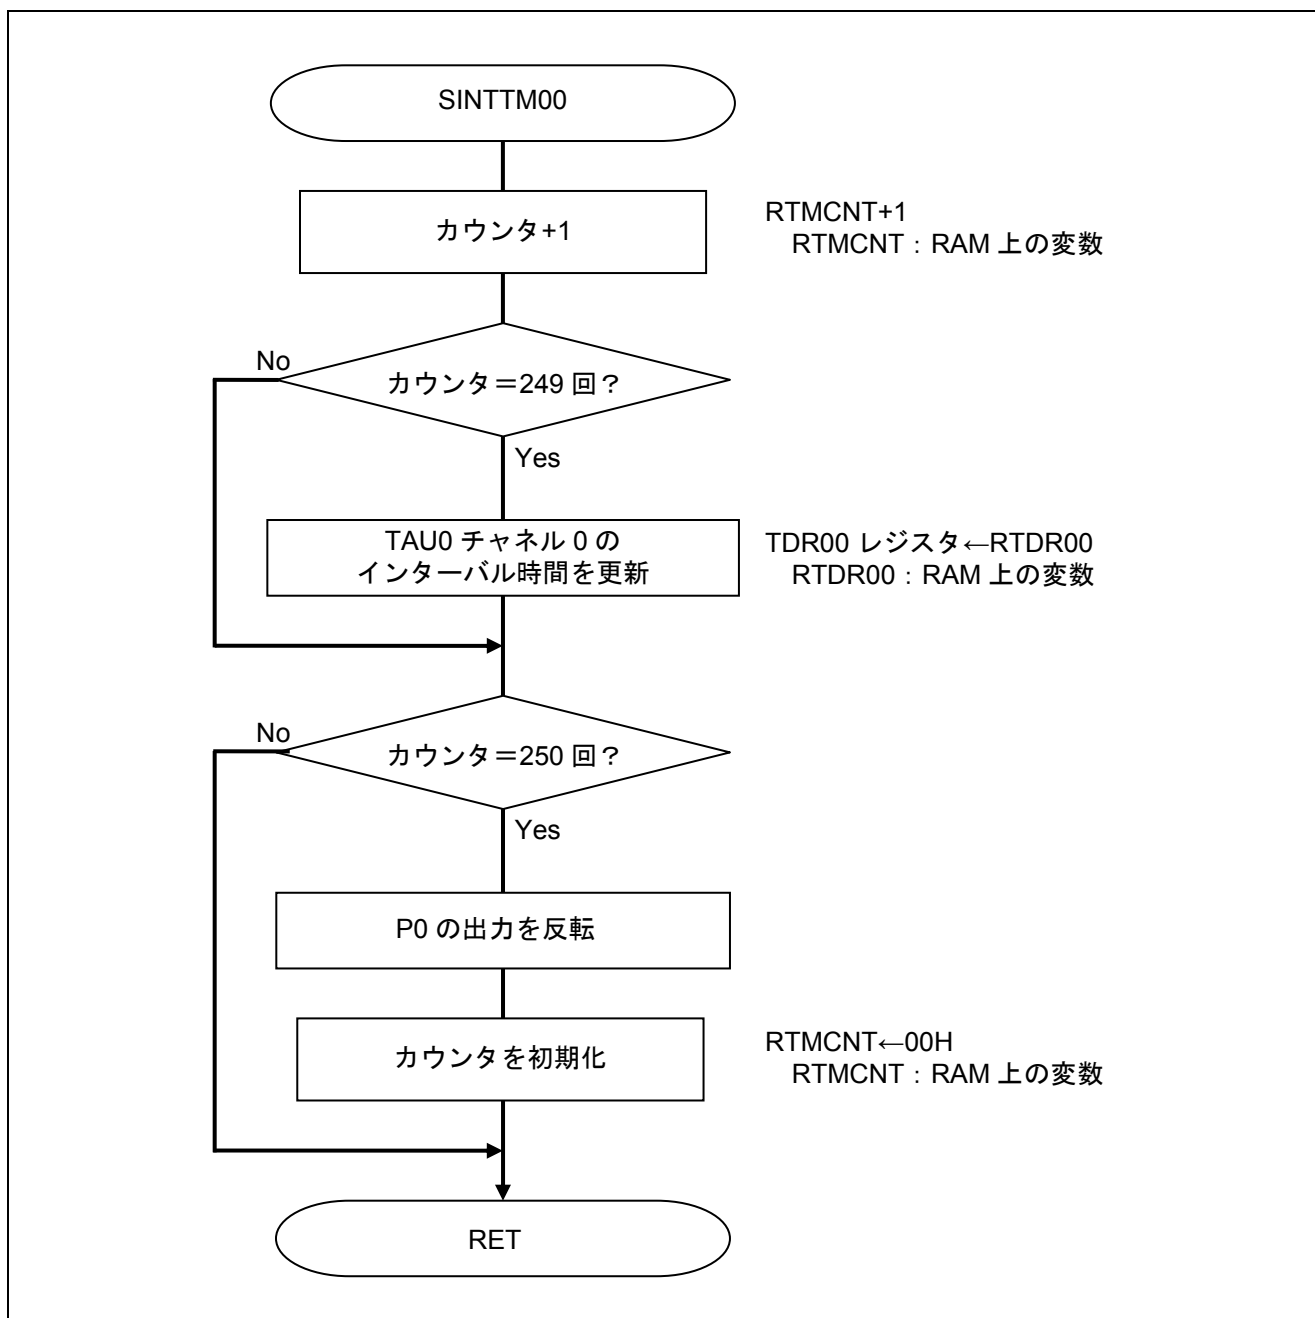 SINTTM00
カウンタ+1
RTMCNT+1
RTMCNT：RAM 上の変数
No
カウンタ＝249 回？
Yes
TAU0 チャネル 0 の
インターバル時間を更新
TDR00 レジスタ←RTDR00
RTDR00：RAM 上の変数
No
カウンタ＝250 回？
Yes
P0 の出力を反転
カウンタを初期化
RTMCNT←00H
RTMCNT：RAM 上の変数
RET